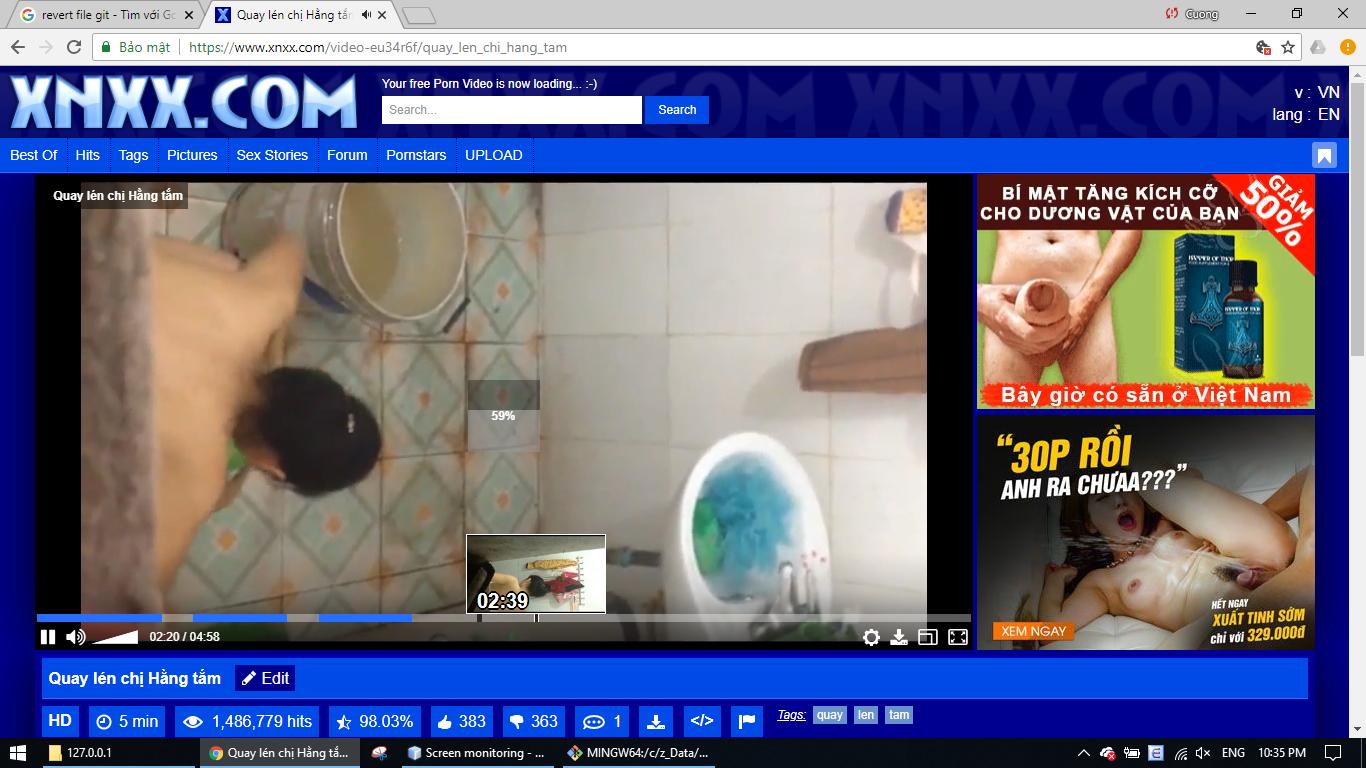 revert file git - Tìm với Go
Quay lén chị Hằng tắm
Cuong
Bảo mật
https://www.xnxx.com/video-eu34r6f/quay_len_chi_hang_tam
XNXX.COM
Your free Porn Video is now loading... :-)
Search...
Search
v : VN
lang : EN
Best Of Hits Tags Pictures Sex Stories Forum Pornstars UPLOAD
Quay lén chị Hằng tắm
59%
02:39
02:20 / 04:58
BÍ MẬT TĂNG KÍCH CỠ
CHO DƯƠNG VẬT CỦA BẠN
GIẢM
50%
HAMMER OF THOR
Bây giờ có sẵn ở Việt Nam
“30P RỒI
ANH RA CHƯAA???”
HẾT NGAY
XUẤT TINH SỚM
chỉ với 329.000đ
XEM NGAY
Quay lén chị Hằng tắm Edit
HD 5 min 1,486,779 hits 98.03% 383 363 1 </> Tags: quay len tam
127.0.0.1
Quay lén chị Hằng tắ...
Screen monitoring - ...
MINGW64:/c/z_Data/...
ENG 10:35 PM